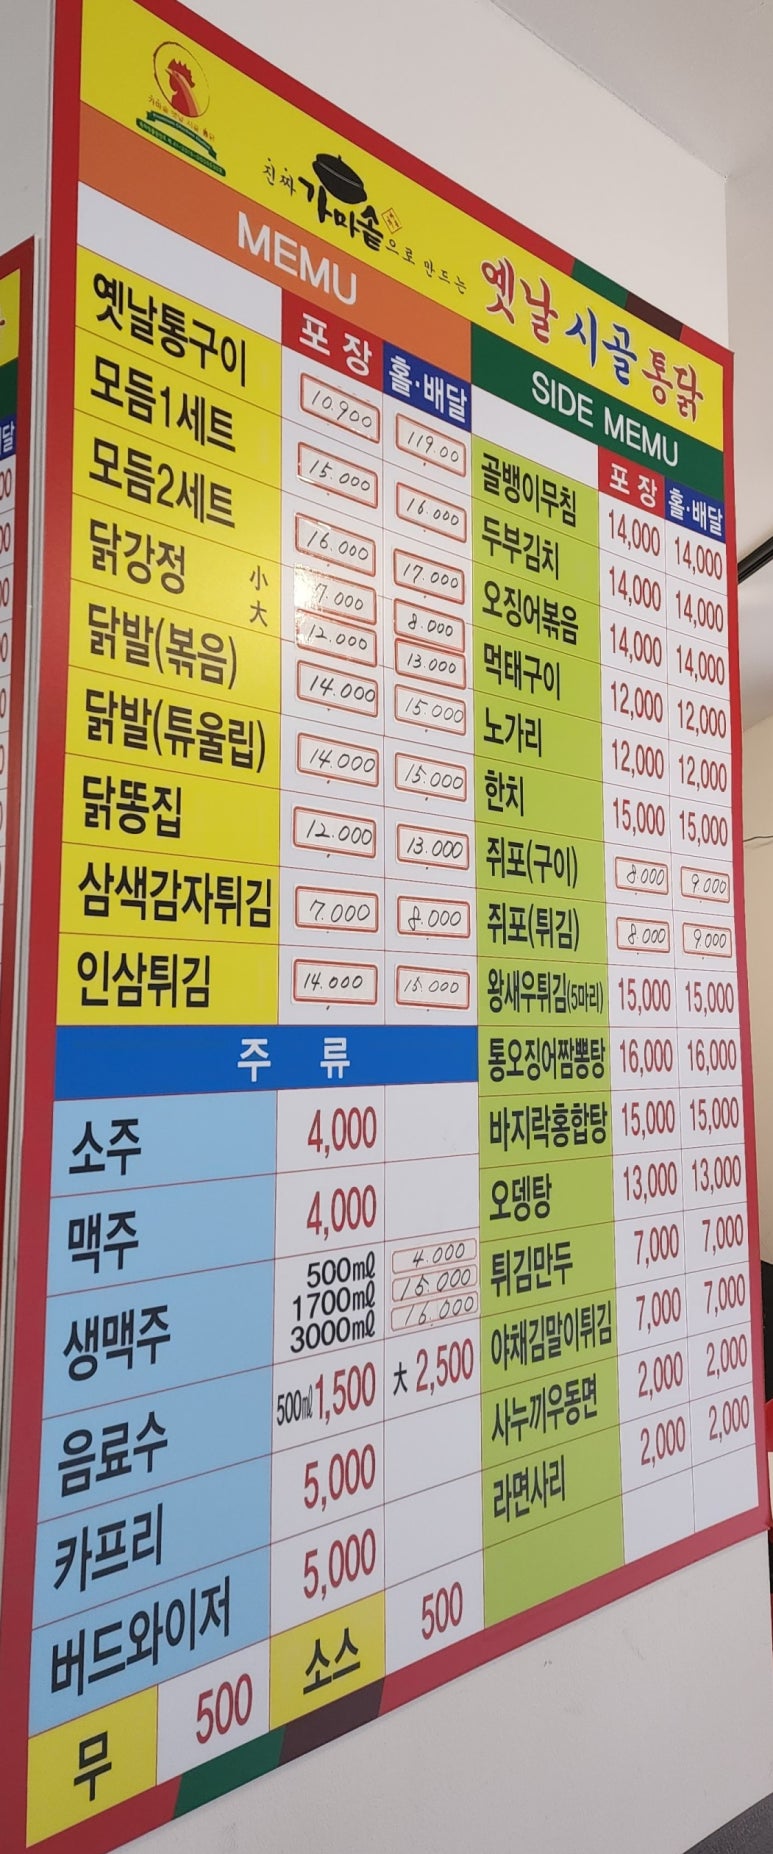 가마솥 옛날 시골 통닭
진짜 가마솥으로 만드는 옛날 시골 통닭
MEMU
포장 홀·배달
옛날통구이 10.900 119.00
모듬1세트 15.000 16.000
모듬2세트 16.000 17.000
닭강정 小 7.000 8.000
大 12.000 13.000
닭발(볶음) 14.000 15.000
닭발(튜울립) 14.000 15.000
닭똥집 12.000 13.000
삼색감자튀김 7.000 8.000
인삼튀김 14.000 15.000
주류
소주 4,000
맥주 4,000
생맥주 500㎖ 4.000
1700㎖ 15.000
3000㎖ 16.000
음료수 500㎖ 1,500 大 2,500
카프리 5,000
버드와이저 5,000
무 500 소스 500
SIDE MEMU
포장 홀·배달
골뱅이무침 14,000 14,000
두부김치 14,000 14,000
오징어볶음 14,000 14,000
먹태구이 12,000 12,000
노가리 12,000 12,000
한치 15,000 15,000
쥐포(구이) 8.000 9.000
쥐포(튀김) 8.000 9.000
왕새우튀김(5마리) 15,000 15,000
통오징어짬뽕탕 16,000 16,000
바지락홍합탕 15,000 15,000
오뎅탕 13,000 13,000
튀김만두 7,000 7,000
야채김말이튀김 7,000 7,000
사누끼우동면 2,000 2,000
라면사리 2,000 2,000